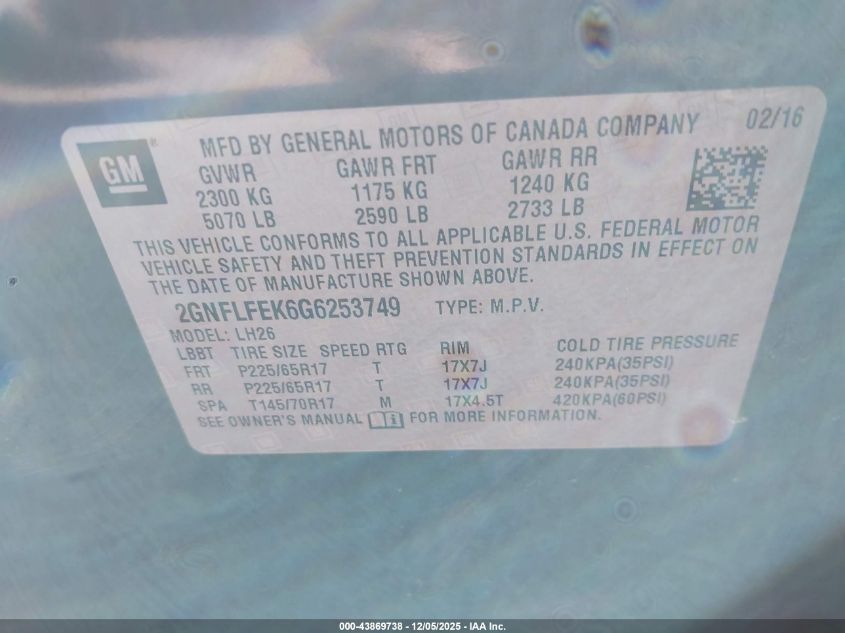 GM®
MFD BY GENERAL MOTORS OF CANADA COMPANY 02/16
GVWR GAWR FRT GAWR RR
2300 KG 1175 KG 1240 KG
5070 LB 2590 LB 2733 LB
THIS VEHICLE CONFORMS TO ALL APPLICABLE U.S. FEDERAL MOTOR
VEHICLE SAFETY AND THEFT PREVENTION STANDARDS IN EFFECT ON
THE DATE OF MANUFACTURE SHOWN ABOVE.
2GNFLFEK6G6253749 TYPE: M.P.V.
MODEL: LH26
LBBT TIRE SIZE SPEED RTG RIM COLD TIRE PRESSURE
FRT P225/65R17 T 17X7J 240KPA(35PSI)
RR P225/65R17 T 17X7J 240KPA(35PSI)
SPA T145/70R17 M 17X4.5T 420KPA(60PSI)
SEE OWNER'S MANUAL FOR MORE INFORMATION.
000-43869738 - 12/05/2025 - IAA Inc.